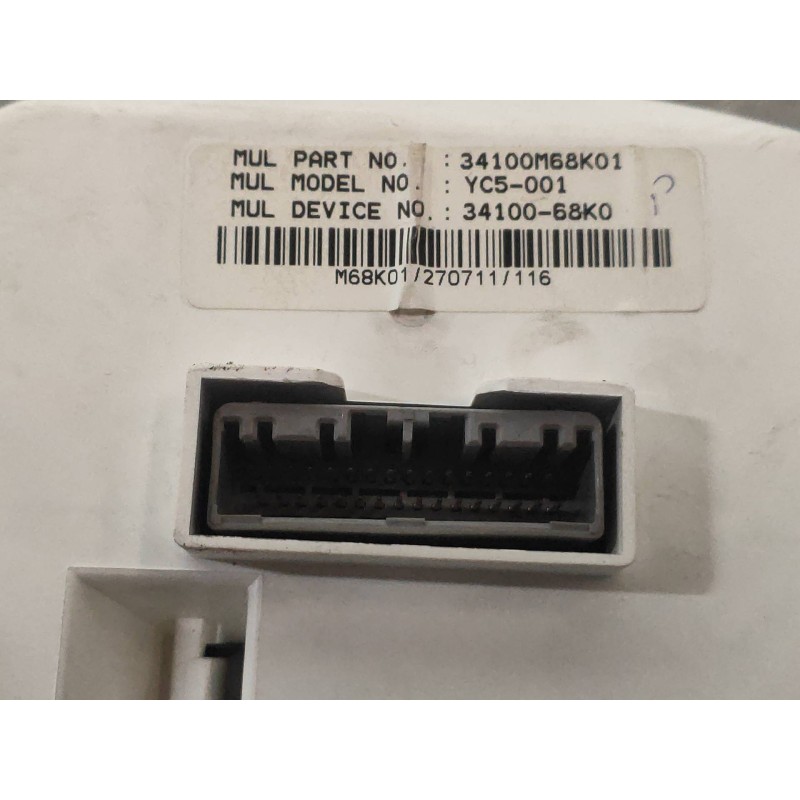 MUL PART NO. : 34100M68K01
MUL MODEL NO. : YC5-001
MUL DEVICE NO. : 34100-68K0
M68K01/270711/116